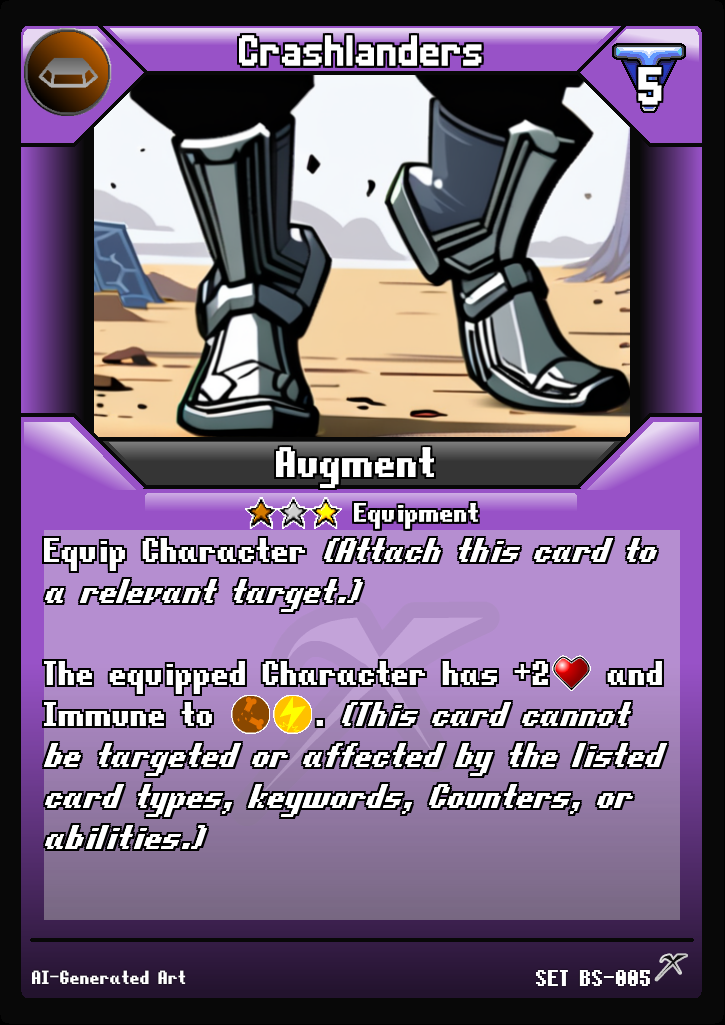 Crashlanders
5
Augment
Equipment
Equip Character (Attach this card to
a relevant target.)
The equipped Character has +2 and
Immune to . (This card cannot
be targeted or affected by the listed
card types, keywords, Counters, or
abilities.)
AI-Generated Art
SET BS-005